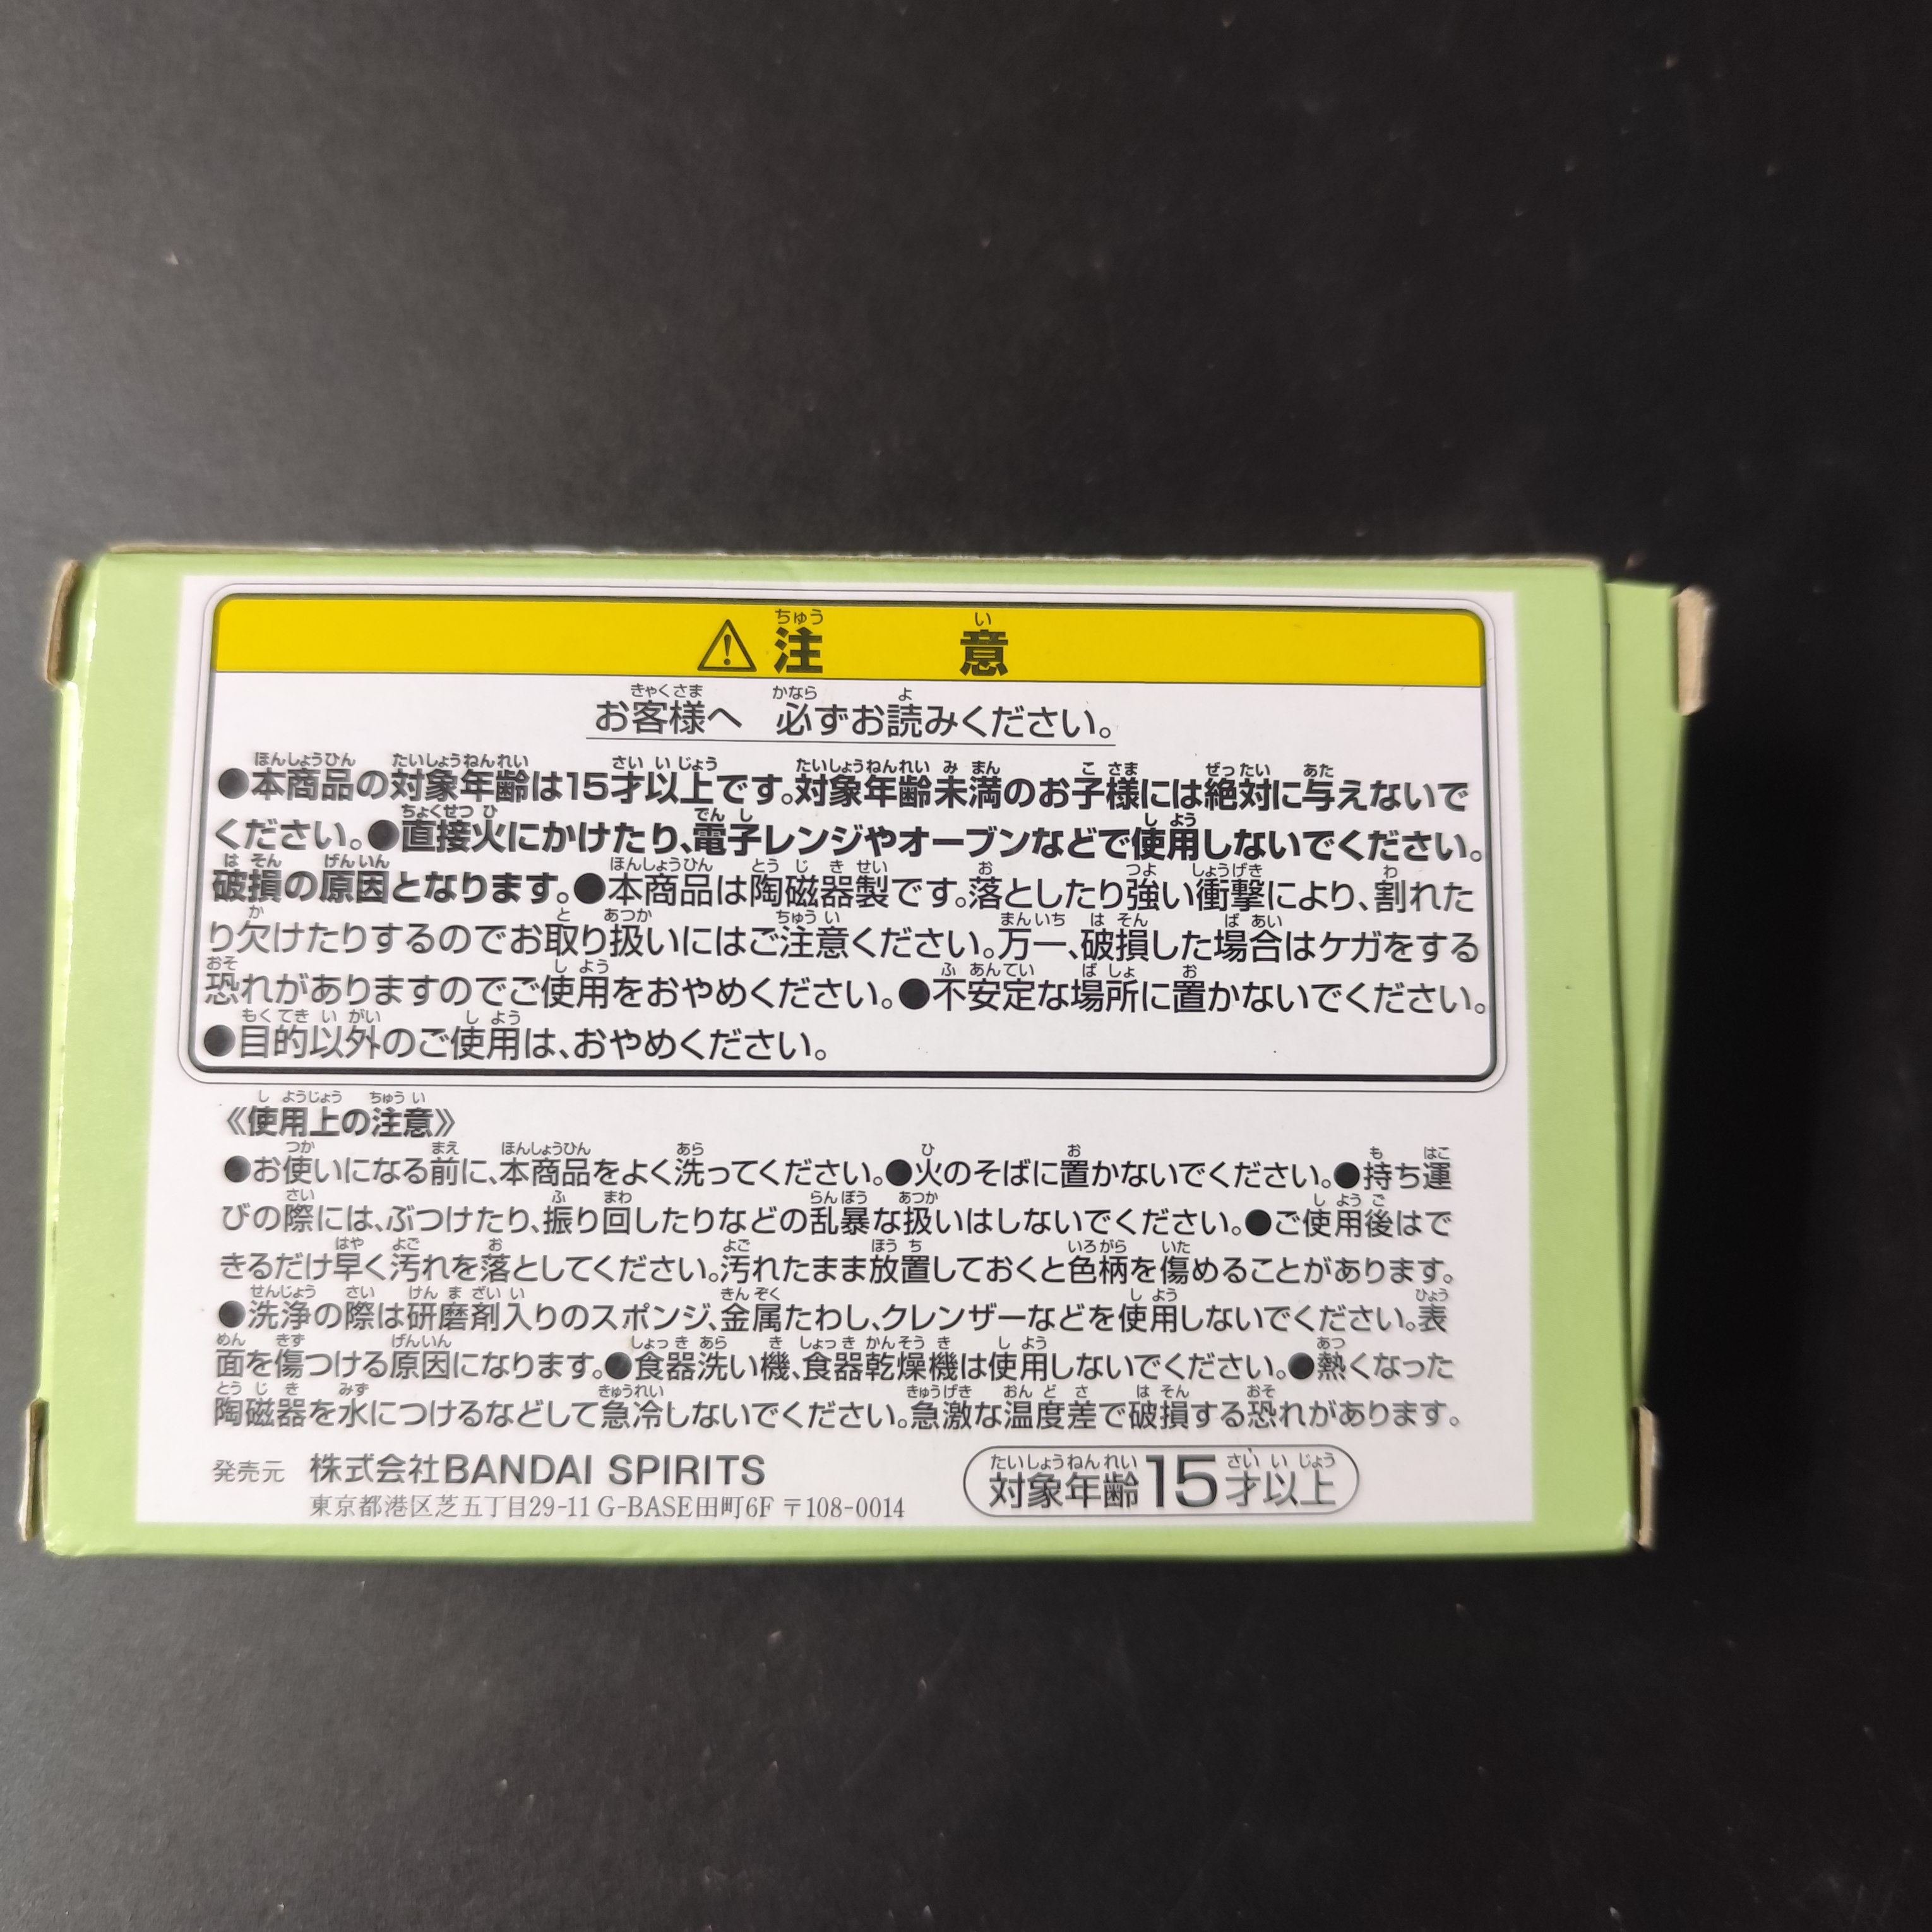 ⚠注 意
お客様へ 必ずお読みください。
●本商品の対象年齢は15才以上です。対象年齢未満のお子様には絶対に与えないで
ください。●直接火にかけたり、電子レンジやオーブンなどで使用しないでください。
破損の原因となります。●本商品は陶磁器製です。落としたり強い衝撃により、割れた
り欠けたりするのでお取り扱いにはご注意ください。万一、破損した場合はケガをする
恐れがありますのでご使用をおやめください。●不安定な場所に置かないでください。
●目的以外のご使用は、おやめください。
《使用上の注意》
●お使いになる前に、本商品をよく洗ってください。●火のそばに置かないでください。●持ち運
びの際には、ぶつけたり、振り回したりなどの乱暴な扱いはしないでください。●ご使用後はで
きるだけ早く汚れを落としてください。汚れたまま放置しておくと色柄を傷めることがあります。
●洗浄の際は研磨剤入りのスポンジ、金属たわし、クレンザーなどを使用しないでください。表
面を傷つける原因になります。●食器洗い機、食器乾燥機は使用しないでください。●熱くなった
陶磁器を水につけるなどして急冷しないでください。急激な温度差で破損する恐れがあります。
発売元 株式会社BANDAI SPIRITS
東京都港区芝五丁目29-11 G-BASE田町6F 〒108-0014
対象年齢15才以上